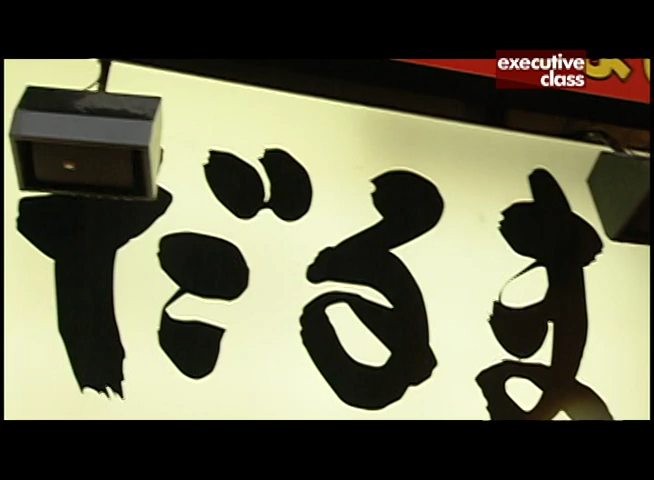 executive
class
だるま